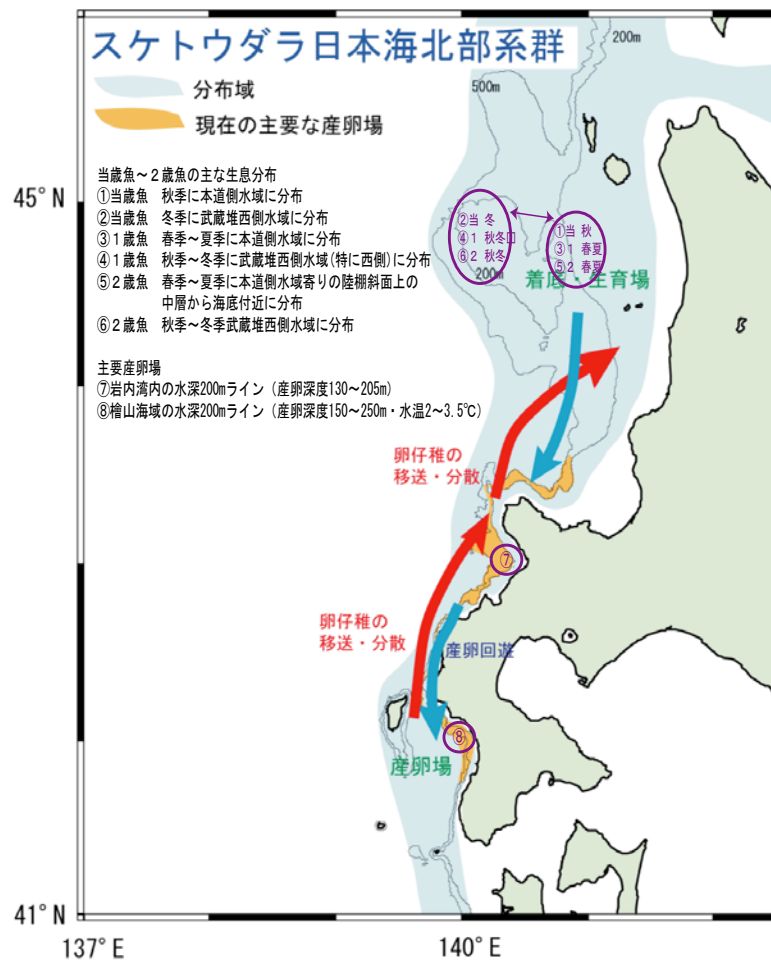 スケトウダラ日本海北部系群
分布域
現在の主要な産卵場
当歳魚～２歳魚の主な生息分布
①当歳魚　秋季に本道側水域に分布
②当歳魚　冬季に武蔵堆西側水域に分布
③１歳魚　春季～夏季に本道側水域に分布
④１歳魚　秋季～冬季に武蔵堆西側水域(特に西側)に分布
⑤２歳魚　春季～夏季に本道側水域寄りの陸棚斜面上の
中層から海底付近に分布
⑥２歳魚　秋季～冬季武蔵堆西側水域に分布
主要産卵場
⑦岩内湾内の水深200mライン（産卵深度130～205m）
⑧檜山海域の水深200mライン（産卵深度150～250m・水温2～3.5℃）
200m
500m
45°N
②当 冬
④１ 秋冬口
⑥２ 秋冬
200m
①当 秋
③１ 春夏
⑤２ 春夏
着底・生育場
卵仔稚の
移送・分散
⑦
卵仔稚の
移送・分散
産卵回遊
⑧
産卵場
41°N
137°E
140°E